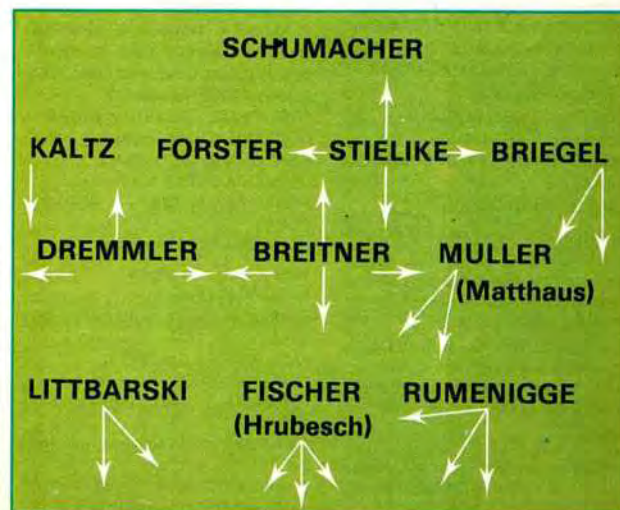 SCHUMACHER
KALTZ FORSTER STIELIKE BRIEGEL
DREMMLER BREITNER MULLER
(Matthaus)
LITTBARSKI FISCHER RUMENIGGE
(Hrubesch)